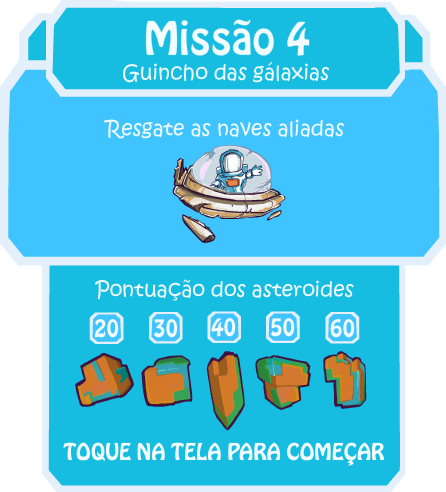 Missão 4
Guincho das gálaxias
Resgate as naves aliadas
Pontuação dos asteroides
20 30 40 50 60
TOQUE NA TELA PARA COMEÇAR